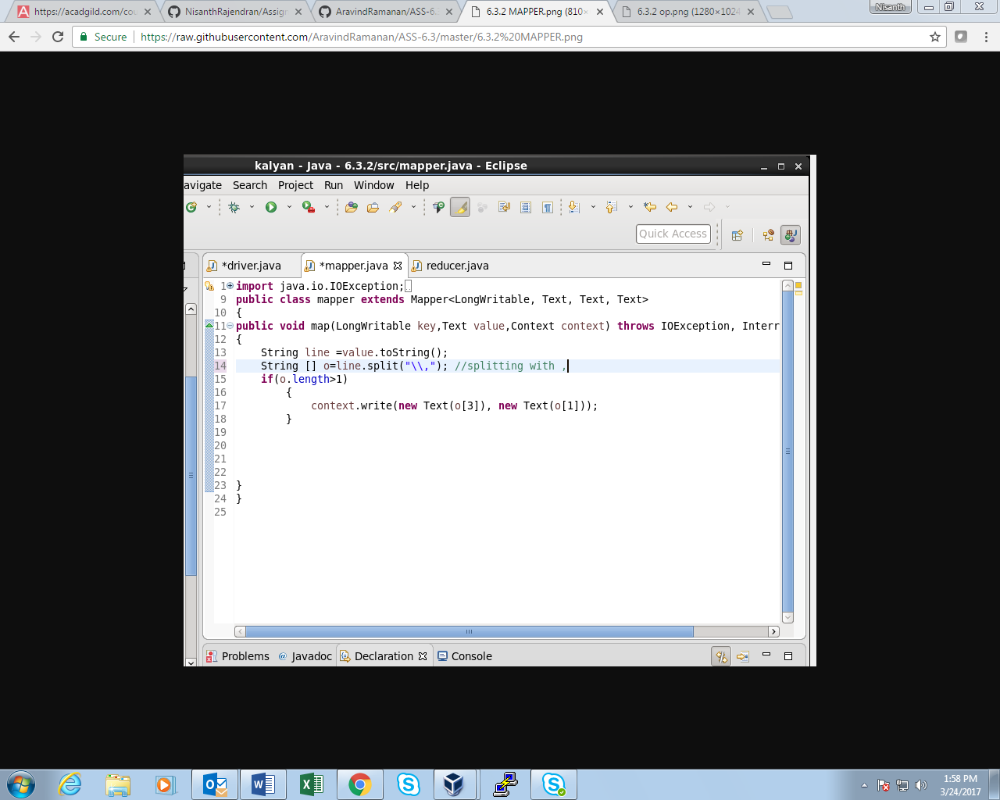 https://acadgild.com/cou
NisanthRajendran/Assign
AravindRamanan/ASS-6.
6.3.2 MAPPER.png (810×
6.3.2 op.png (1280×1024
Nisanth
Secure
https://raw.githubusercontent.com/AravindRamanan/ASS-6.3/master/6.3.2%20MAPPER.png
kalyan - Java - 6.3.2/src/mapper.java - Eclipse
avigate Search Project Run Window Help
Quick Access
*driver.java *mapper.java reducer.java
1 import java.io.IOException;
9 public class mapper extends Mapper<LongWritable, Text, Text, Text>
10 {
11 public void map(LongWritable key,Text value,Context context) throws IOException, Interr
12 {
13 String line =value.toString();
14 String [] o=line.split("\\,"); //splitting with ,
15 if(o.length>1)
16 {
17 context.write(new Text(o[3]), new Text(o[1]));
18 }
19
20
21
22
23 }
24 }
25
Problems @ Javadoc Declaration Console
1:58 PM
3/24/2017